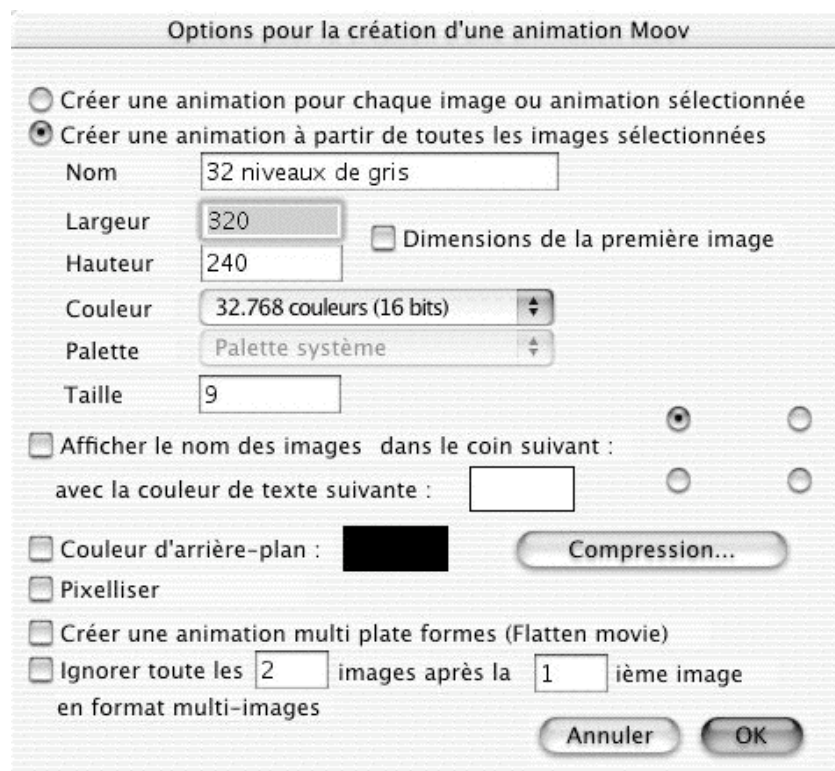 Options pour la création d'une animation Moov
Créer une animation pour chaque image ou animation sélectionnée
Créer une animation à partir de toutes les images sélectionnées
Nom 32 niveaux de gris
Largeur 320
Dimensions de la première image
Hauteur 240
Couleur 32.768 couleurs (16 bits)
Palette Palette système
Taille 9
Afficher le nom des images dans le coin suivant :
avec la couleur de texte suivante :
Couleur d'arrière-plan : Compression...
Pixelliser
Créer une animation multi plate formes (Flatten movie)
Ignorer toute les 2 images après la 1 ième image
en format multi-images
Annuler OK